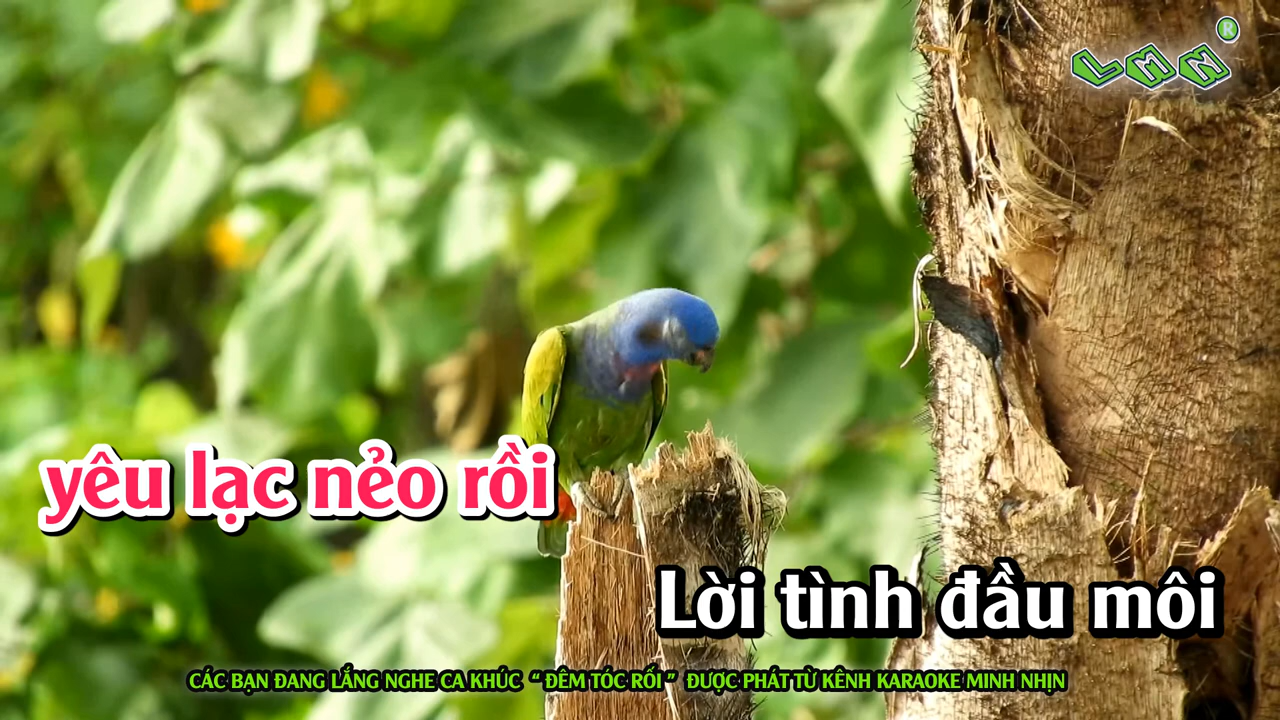 LMN®
yêu lạc nẻo rồi
Lời tình đầu môi
CÁC BẠN ĐANG LẮNG NGHE CA KHÚC “ ĐÊM TÓC RỐI ” ĐƯỢC PHÁT TỪ KÊNH KARAOKE MINH NHỊN